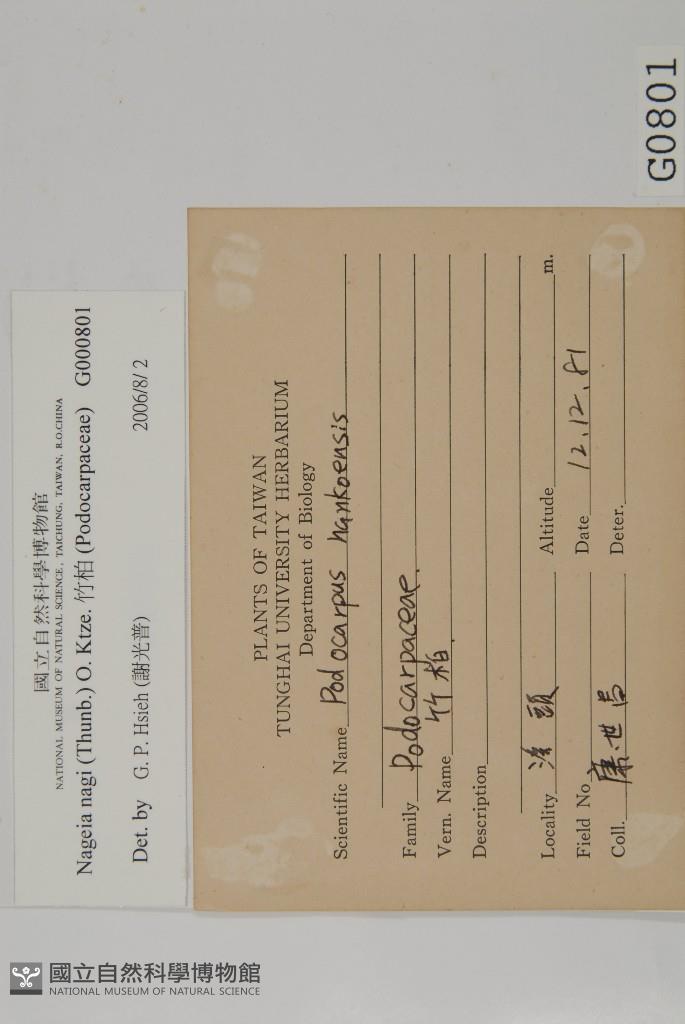 G0801
國立自然科學博物館
NATIONAL MUSEUM OF NATURAL SCIENCE, TAICHUNG, TAIWAN, R.O.CHINA
Nageia nagi (Thunb.) O. Ktze. 竹柏 (Podocarpaceae) G000801
Det. by G. P. Hsieh (謝光普) 2006/8/ 2
PLANTS OF TAIWAN
TUNGHAI UNIVERSITY HERBARIUM
Department of Biology
Scientific Name Podocarpus nankoensis
Family Podocarpaceae.
Vern. Name 竹柏.
Description
Locality 頭 Altitude m.
Field No Date 12.12.81
Coll. 世昌 Deter.
國立自然科學博物館
NATIONAL MUSEUM OF NATURAL SCIENCE